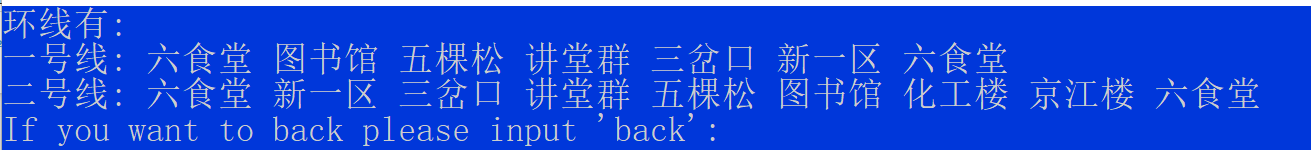 环线有:
一号线: 六食堂 图书馆 五棵松 讲堂群 三岔口 新一区 六食堂
二号线: 六食堂 新一区 三岔口 讲堂群 五棵松 图书馆 化工楼 京江楼 六食堂
If you want to back please input 'back':